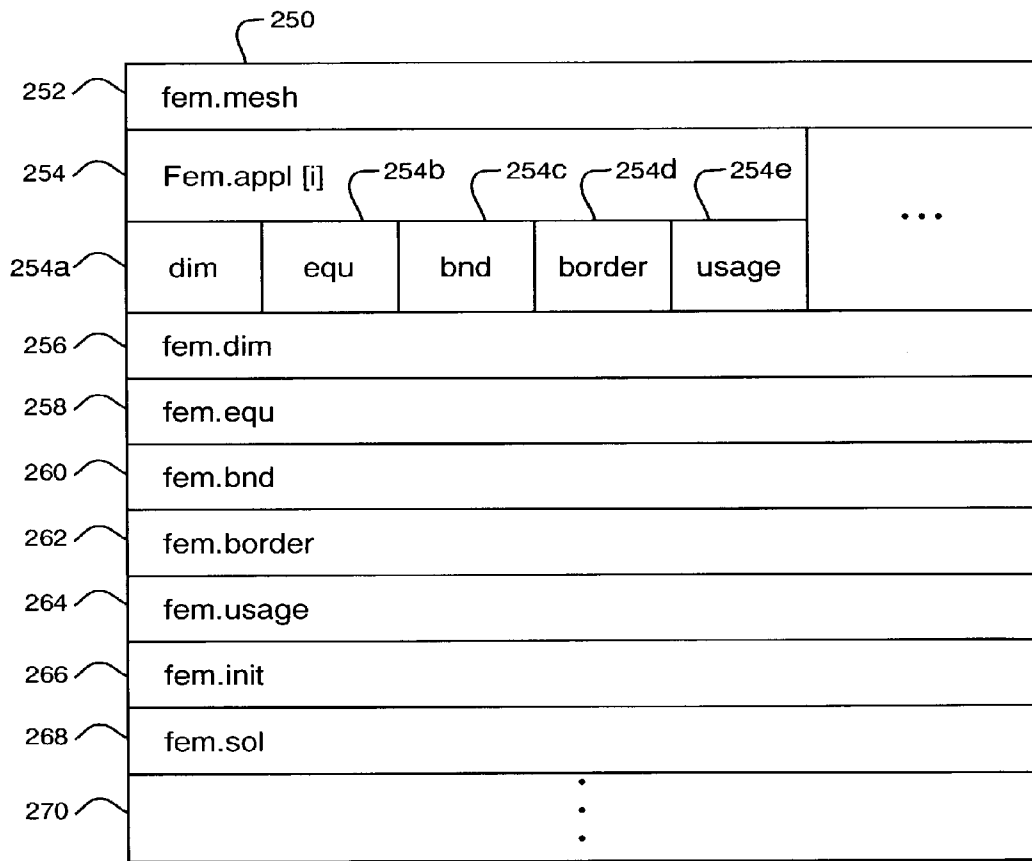 250
252 fem.mesh
254 Fem.appl [i] 254b 254c 254d 254e
• • •
254a dim equ bnd border usage
256 fem.dim
258 fem.equ
260 fem.bnd
262 fem.border
264 fem.usage
266 fem.init
268 fem.sol
270